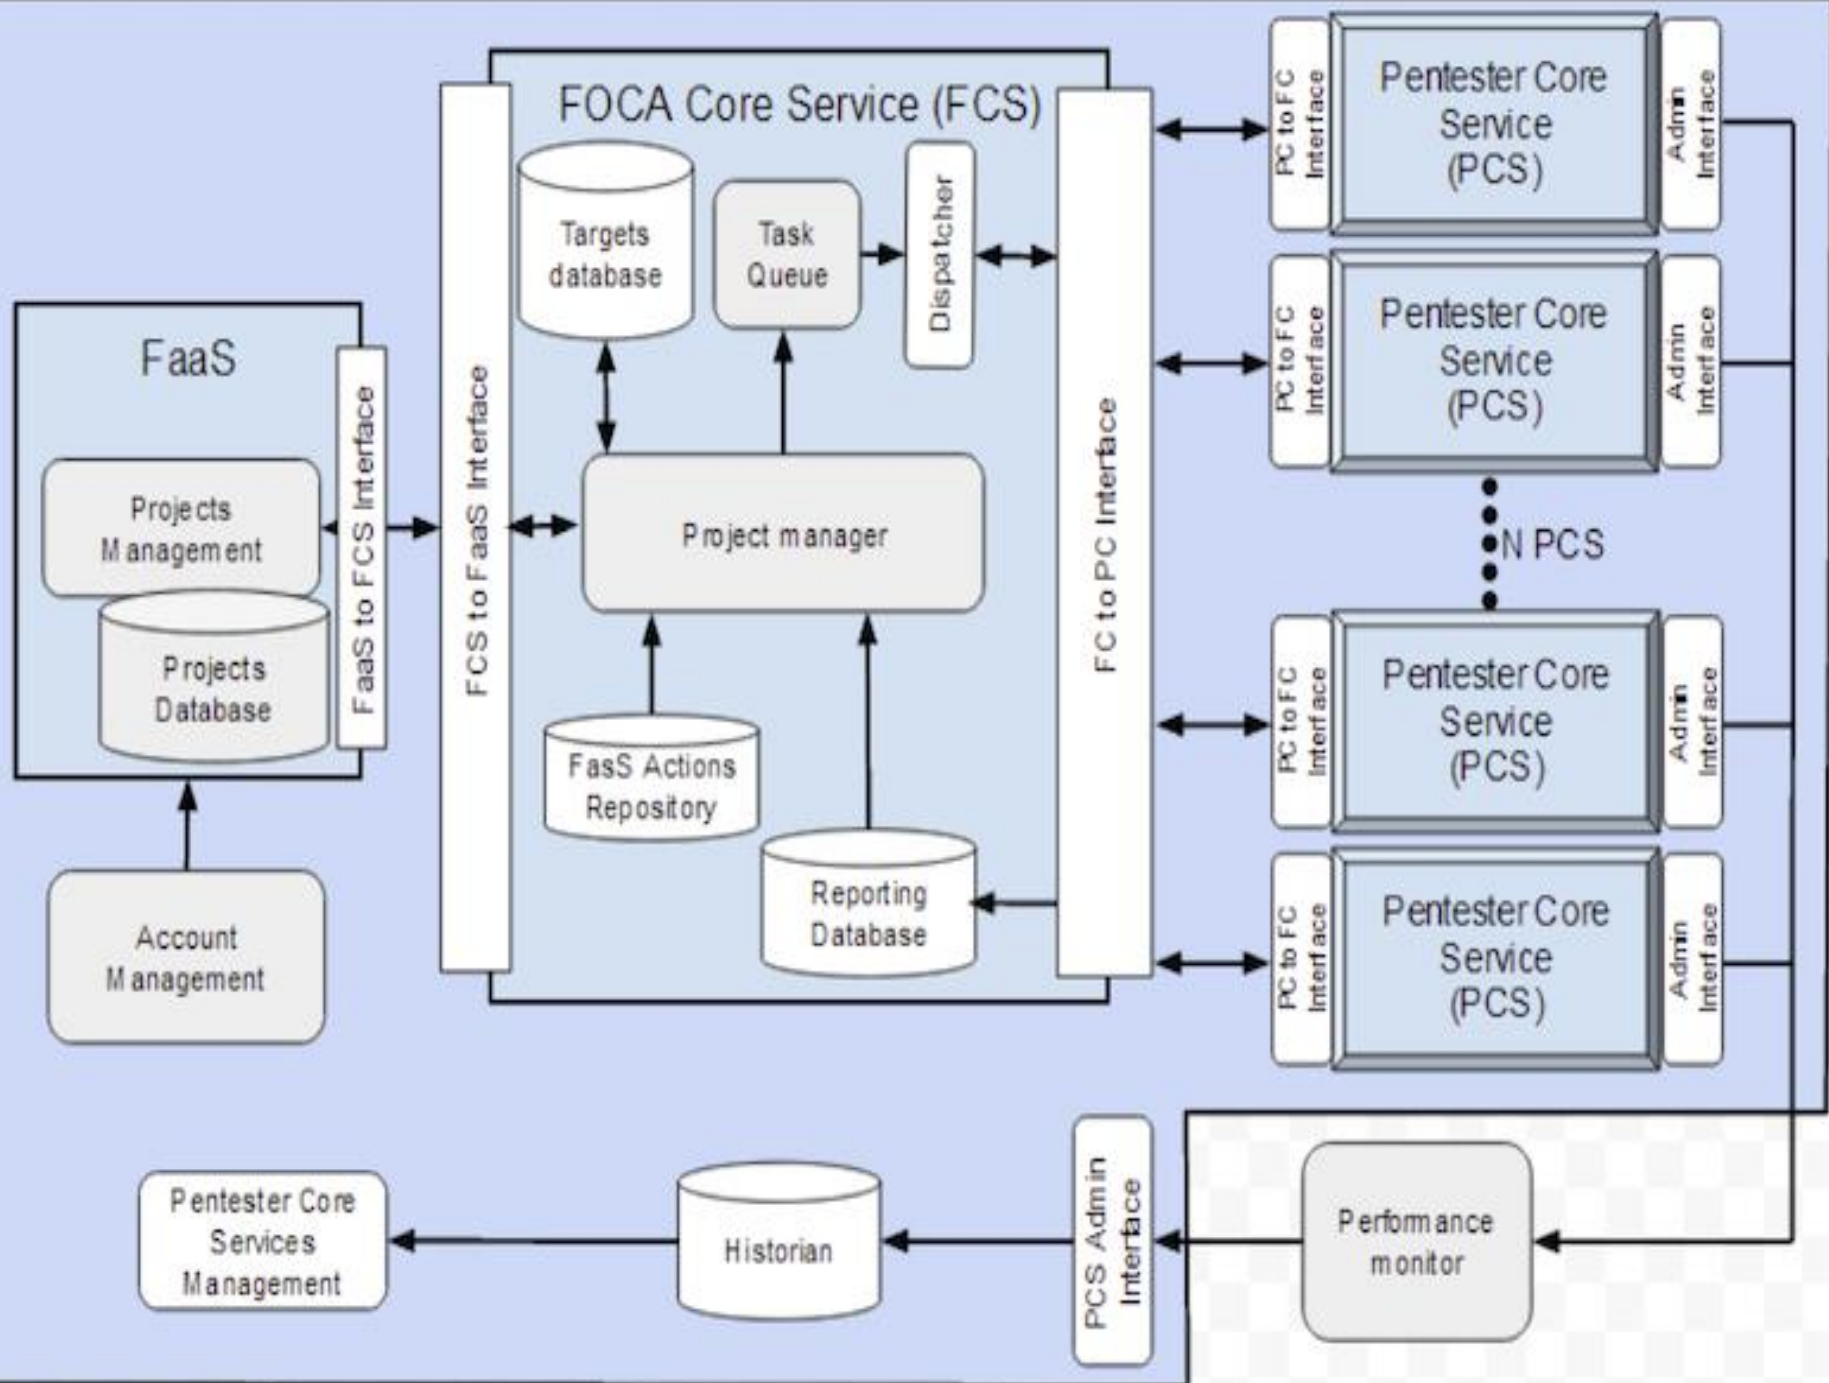 FOCA Core Service (FCS)
Targets
database
Task
Queue
Dispatcher
FaaS
Projects
Management
Projects
Database
FaaS to FCS Interface
FCS to FaaS Interface
Project manager
FasS Actions
Repository
Reporting
Database
FC to PC Interface
Account
Management
PC to FC
Interface
Pentester Core
Service
(PCS)
Admin
Interface
PC to FC
Interface
Pentester Core
Service
(PCS)
Admin
Interface
N PCS
PC to FC
Interface
Pentester Core
Service
(PCS)
Admin
Interface
PC to FC
Interface
Pentester Core
Service
(PCS)
Admin
Interface
Pentester Core
Services
Management
Historian
PCS Admin
Interface
Performance
monitor